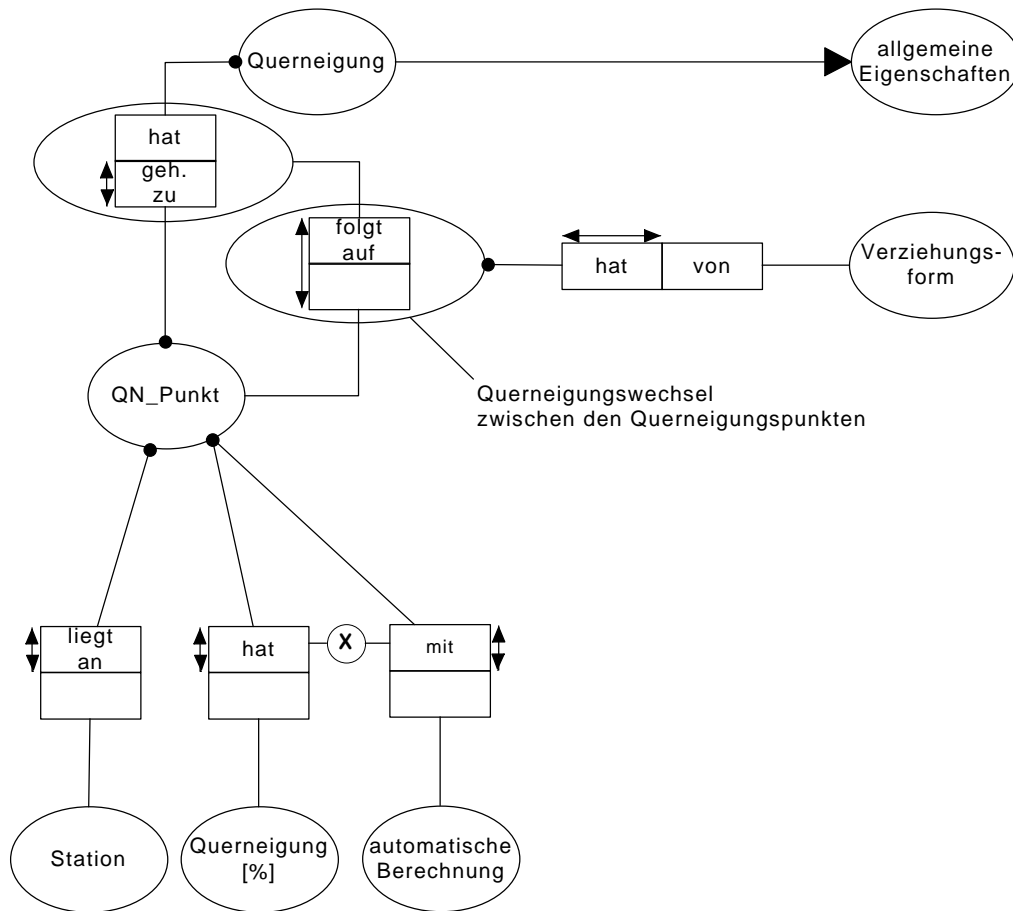 Querneigung
allgemeine
Eigenschaften
hat
geh.
zu
folgt
auf
hat
von
Verziehungs-
form
QN_Punkt
Querneigungswechsel
zwischen den Querneigungspunkten
liegt
an
hat
X
mit
Station
Querneigung
[%]
automatische
Berechnung